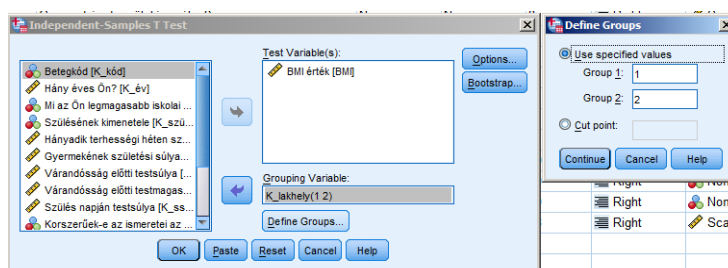 Independent-Samples T Test
Betegkód [K_kód]
Hány éves Ön? [K_év]
Mi az Ön legmagasabb iskolai ...
Szülésének kimenetele [K_szü...
Hányadik terhességi héten sz...
Gyermekének születési súlya...
Várandósság előtti testsúlya [...
Várandósság előtti testmagas...
Szülés napján testsúlya [K_ss...
Korszerűek-e az ismeretei az ...
Test Variable(s):
BMI érték [BMI]
Grouping Variable:
K_lakhely(1 2)
Define Groups...
Options...
Bootstrap...
OK
Paste
Reset
Cancel
Help
Define Groups
Use specified values
Group 1: 1
Group 2: 2
Cut point:
Continue
Cancel
Help
Right
Right
Sca